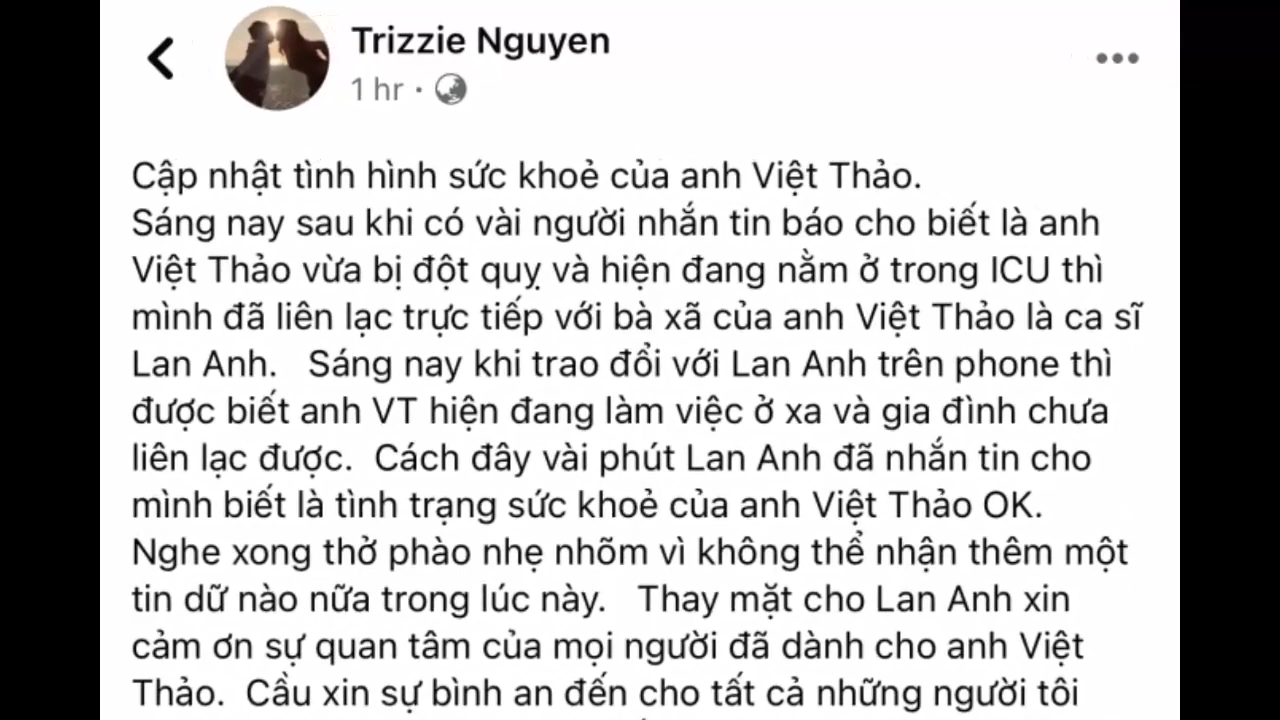 Trizzie Nguyen
1 hr ·
Cập nhật tình hình sức khoẻ của anh Việt Thảo.
Sáng nay sau khi có vài người nhắn tin báo cho biết là anh
Việt Thảo vừa bị đột quỵ và hiện đang nằm ở trong ICU thì
mình đã liên lạc trực tiếp với bà xã của anh Việt Thảo là ca sĩ
Lan Anh. Sáng nay khi trao đổi với Lan Anh trên phone thì
được biết anh VT hiện đang làm việc ở xa và gia đình chưa
liên lạc được. Cách đây vài phút Lan Anh đã nhắn tin cho
mình biết là tình trạng sức khoẻ của anh Việt Thảo OK.
Nghe xong thở phào nhẹ nhõm vì không thể nhận thêm một
tin dữ nào nữa trong lúc này. Thay mặt cho Lan Anh xin
cảm ơn sự quan tâm của mọi người đã dành cho anh Việt
Thảo. Cầu xin sự bình an đến cho tất cả những người tôi